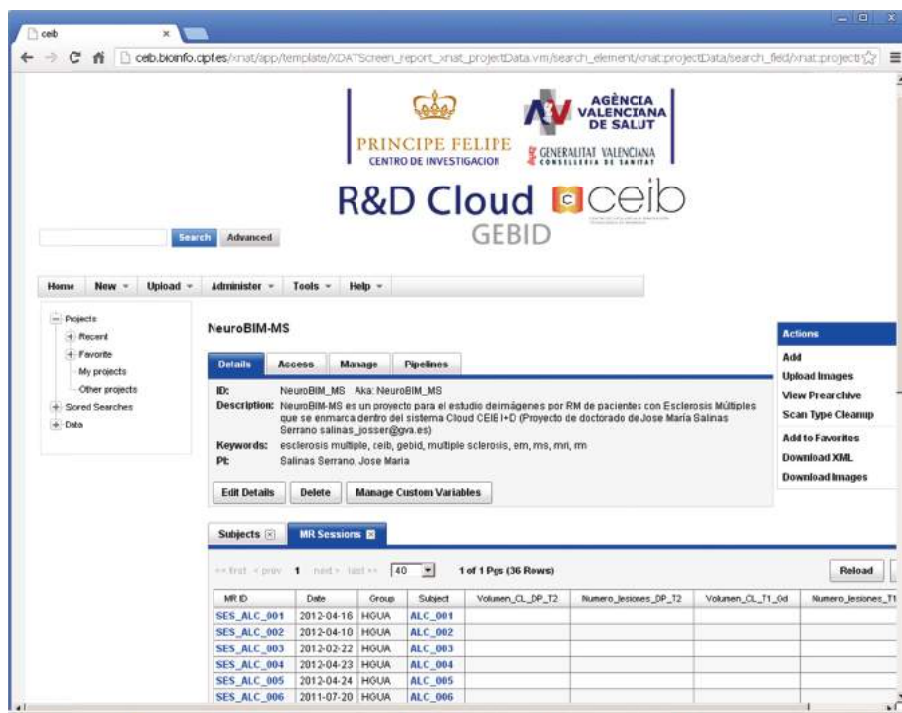 ceib
ceib.bioinfo.cipf.es/xnat/app/template/XDATScreen_report_xnat_projectData.vm/search_element/xnat:projectData/search_field/xnat:projecti
PRINCIPE FELIPE
CENTRO DE INVESTIGACION
AGÈNCIA
VALENCIANA
DE SALUT
GENERALITAT VALENCIANA
CONSELLERIA DE SANITAT
R&D Cloud
ceib
GEBID
Search Advanced
Home New Upload Administer Tools Help
Projects
Recent
Favorite
My projects
Other projects
Sored Searches
Data
NeuroBIM-MS
Details Access Manage Pipelines
ID: NeuroBIM_MS Aka: NeuroBIM_MS
Description: NeuroBIM-MS es un proyecto para el estudio deimágenes por RM de pacientes con Esclerosis Múltiples
que se enmarca dentro del sistema Cloud CEIB I+D (Proyecto de doctorado deJose María Salinas
Serrano salinas_josser@gva.es)
Keywords: esclerosis multiple, ceib, gebid, multiple sclerosis, em, ms, mri, rm
PI: Salinas Serrano, Jose Maria
Edit Details Delete Manage Custom Variables
Actions
Add
Upload Images
View Prearchive
Scan Type Cleanup
Add to Favorites
Download XML
Download Images
Subjects MR Sessions
<< first < prev 1 next > last >> 40 1 of 1 Pgs (36 Rows) Reload
MR ID Date Group Subject Volumen_CL_DP_T2 Numero_lesiones_DP_T2 Volumen_CL_T1_Gd Numero_lesiones_T1
SES_ALC_001 2012-04-16 HGUA ALC_001
SES_ALC_002 2012-04-10 HGUA ALC_002
SES_ALC_003 2012-02-22 HGUA ALC_003
SES_ALC_004 2012-04-23 HGUA ALC_004
SES_ALC_005 2012-04-24 HGUA ALC_005
SES_ALC_006 2011-07-20 HGUA ALC_006